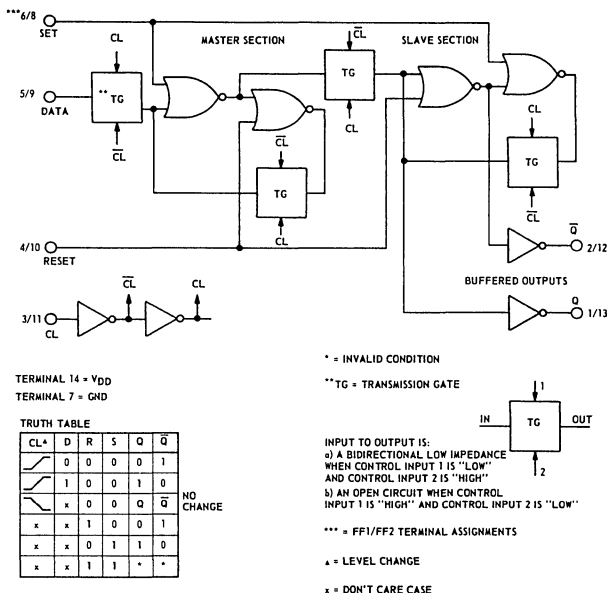 ***6/8
SET
CL
MASTER SECTION
C̅L̅
SLAVE SECTION
5/9
DATA
** TG
TG
C̅L̅
CL
C̅L̅
TG
CL
TG
C̅L̅
4/10
RESET
Q̅
2/12
BUFFERED OUTPUTS
Q
1/13
C̅L̅
CL
3/11
CL
* = INVALID CONDITION
TERMINAL 14 = VDD
TERMINAL 7 = GND
**TG = TRANSMISSION GATE
1
IN
TG
OUT
2
TRUTH TABLE
CL▲ D R S Q Q̅
0 0 0 0 1
1 0 0 1 0
x 0 0 Q Q̅ NO CHANGE
x x 1 0 0 1
x x 0 1 1 0
x x 1 1 * *
INPUT TO OUTPUT IS:
a) A BIDIRECTIONAL LOW IMPEDANCE
WHEN CONTROL INPUT 1 IS "LOW"
AND CONTROL INPUT 2 IS "HIGH"
b) AN OPEN CIRCUIT WHEN CONTROL
INPUT 1 IS "HIGH" AND CONTROL INPUT 2 IS "LOW"
*** = FF1/FF2 TERMINAL ASSIGNMENTS
▲ = LEVEL CHANGE
x = DON'T CARE CASE